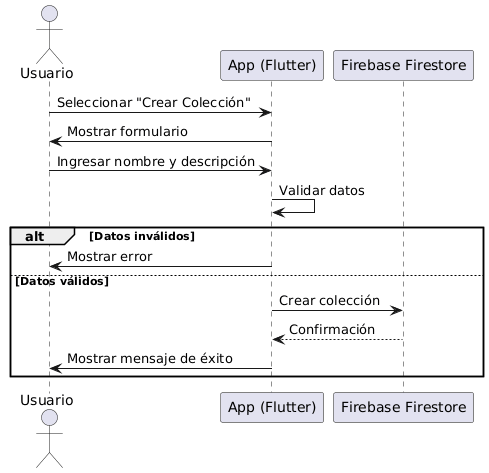 Usuario
App (Flutter)
Firebase Firestore
Seleccionar "Crear Colección"
Mostrar formulario
Ingresar nombre y descripción
Validar datos
alt
[Datos inválidos]
Mostrar error
[Datos válidos]
Crear colección
Confirmación
Mostrar mensaje de éxito
Usuario
App (Flutter)
Firebase Firestore